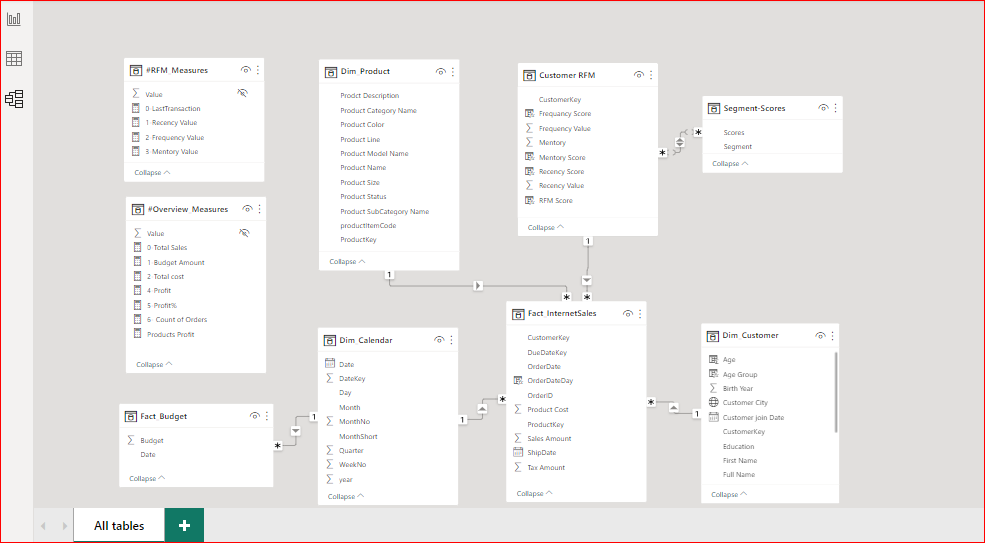 #RFM_Measures
Value
0-LastTransaction
1-Recency Value
2-Frequency Value
3-Mentory Value
Collapse
#Overview_Measures
Value
0-Total Sales
1-Budget Amount
2-Total cost
4-Profit
5-Profit%
6- Count of Orders
Products Profit
Collapse
Fact_Budget
Budget
Date
Collapse
Dim_Product
Prodct Description
Product Category Name
Product Color
Product Line
Product Model Name
Product Name
Product Size
Product Status
Product SubCategory Name
productItemCode
ProductKey
Collapse
1
Dim_Calendar
Date
DateKey
Day
Month
MonthNo
MonthShort
Quarter
WeekNo
year
Collapse
1
*
1
*
Customer RFM
CustomerKey
Frequancy Score
Frequency Value
Mentory
Mentory Score
Recency Score
Recency Value
RFM Score
Collapse
1
*
*
*
*
Segment-Scores
Scores
Segment
Collapse
Fact_InternetSales
CustomerKey
DueDateKey
OrderDate
OrderDateDay
OrderID
Product Cost
ProductKey
Sales Amount
ShipDate
Tax Amount
Collapse
*
1
Dim_Customer
Age
Age Group
Birth Year
Customer City
Customer join Date
CustomerKey
Education
First Name
Full Name
Collapse
All tables